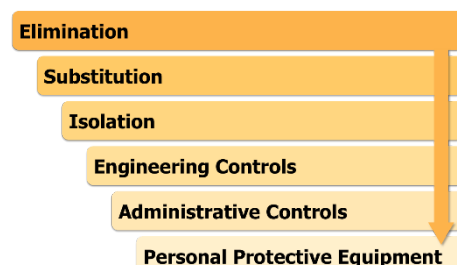 Elimination
Substitution
Isolation
Engineering Controls
Administrative Controls
Personal Protective Equipment